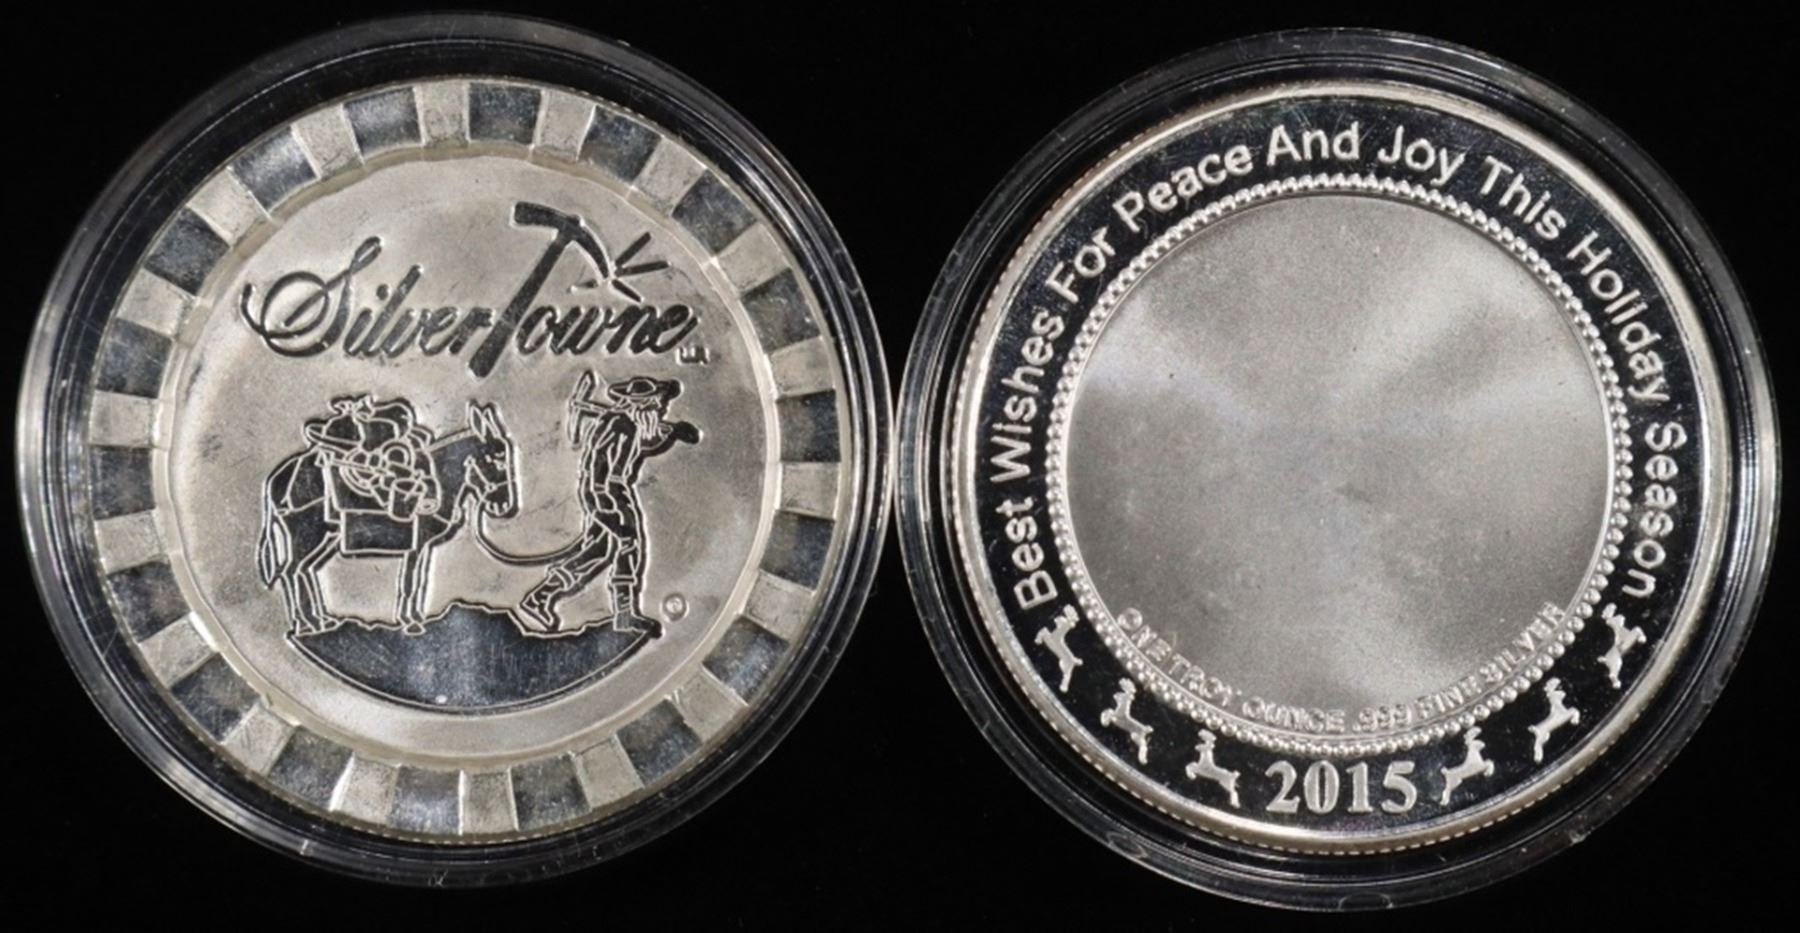 SilverTowne
©
Best Wishes For Peace And Joy This Holiday Season
ONE TROY OUNCE .999 FINE SILVER
2015